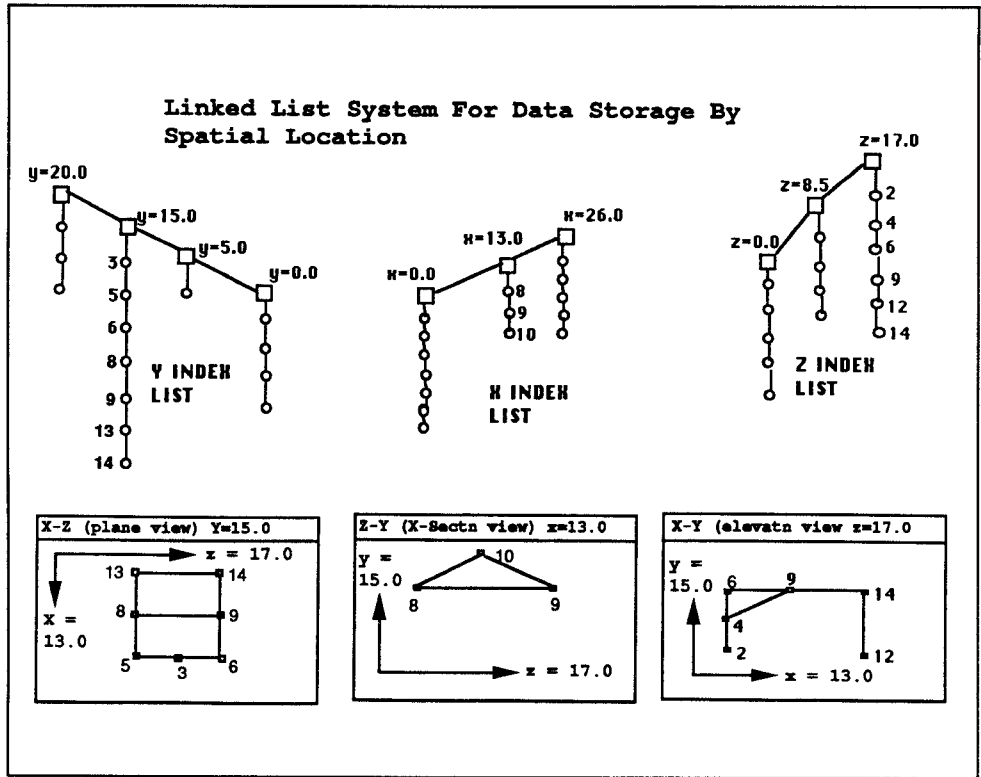 Linked List System For Data Storage By
Spatial Location
y=20.0
y=15.0
y=5.0
y=0.0
3
5
6
8
9
13
14
Y INDEX
LIST
x=0.0
x=13.0
x=26.0
8
9
10
X INDEX
LIST
z=0.0
z=8.5
z=17.0
2
4
6
9
12
14
Z INDEX
LIST
X-Z (plane view) Y=15.0
z = 17.0
13
14
8
9
x =
13.0
5
3
6
Z-Y (X-Sectn view) x=13.0
y =
15.0
10
8
9
z = 17.0
X-Y (elevatn view z=17.0
y =
15.0
6
9
14
4
2
12
x = 13.0